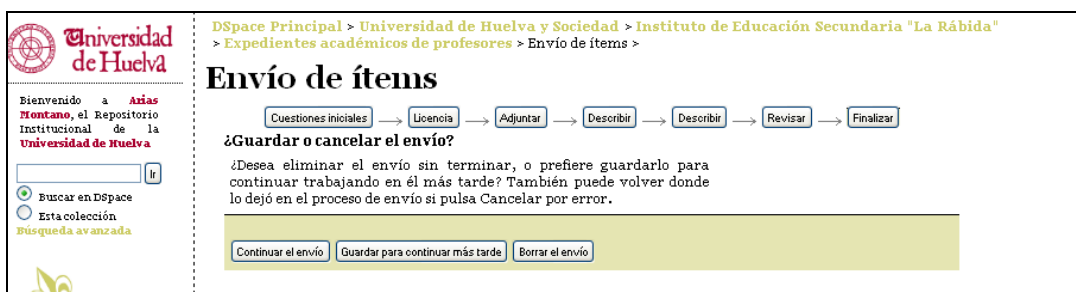 Universidad
de Huelva
Bienvenido a Arias
Montano, el Repositorio
Institucional de la
Universidad de Huelva
Ir
Buscar en DSpace
Esta colección
Búsqueda avanzada
DSpace Principal > Universidad de Huelva y Sociedad > Instituto de Educación Secundaria "La Rábida"
> Expedientes académicos de profesores > Envío de ítems >
Envío de ítems
Cuestiones iniciales → Licencia → Adjuntar → Describir → Describir → Revisar → Finalizar
¿Guardar o cancelar el envío?
¿Desea eliminar el envío sin terminar, o prefiere guardarlo para
continuar trabajando en él más tarde? También puede volver donde
lo dejó en el proceso de envío si pulsa Cancelar por error.
Continuar el envío Guardar para continuar más tarde Borrar el envío